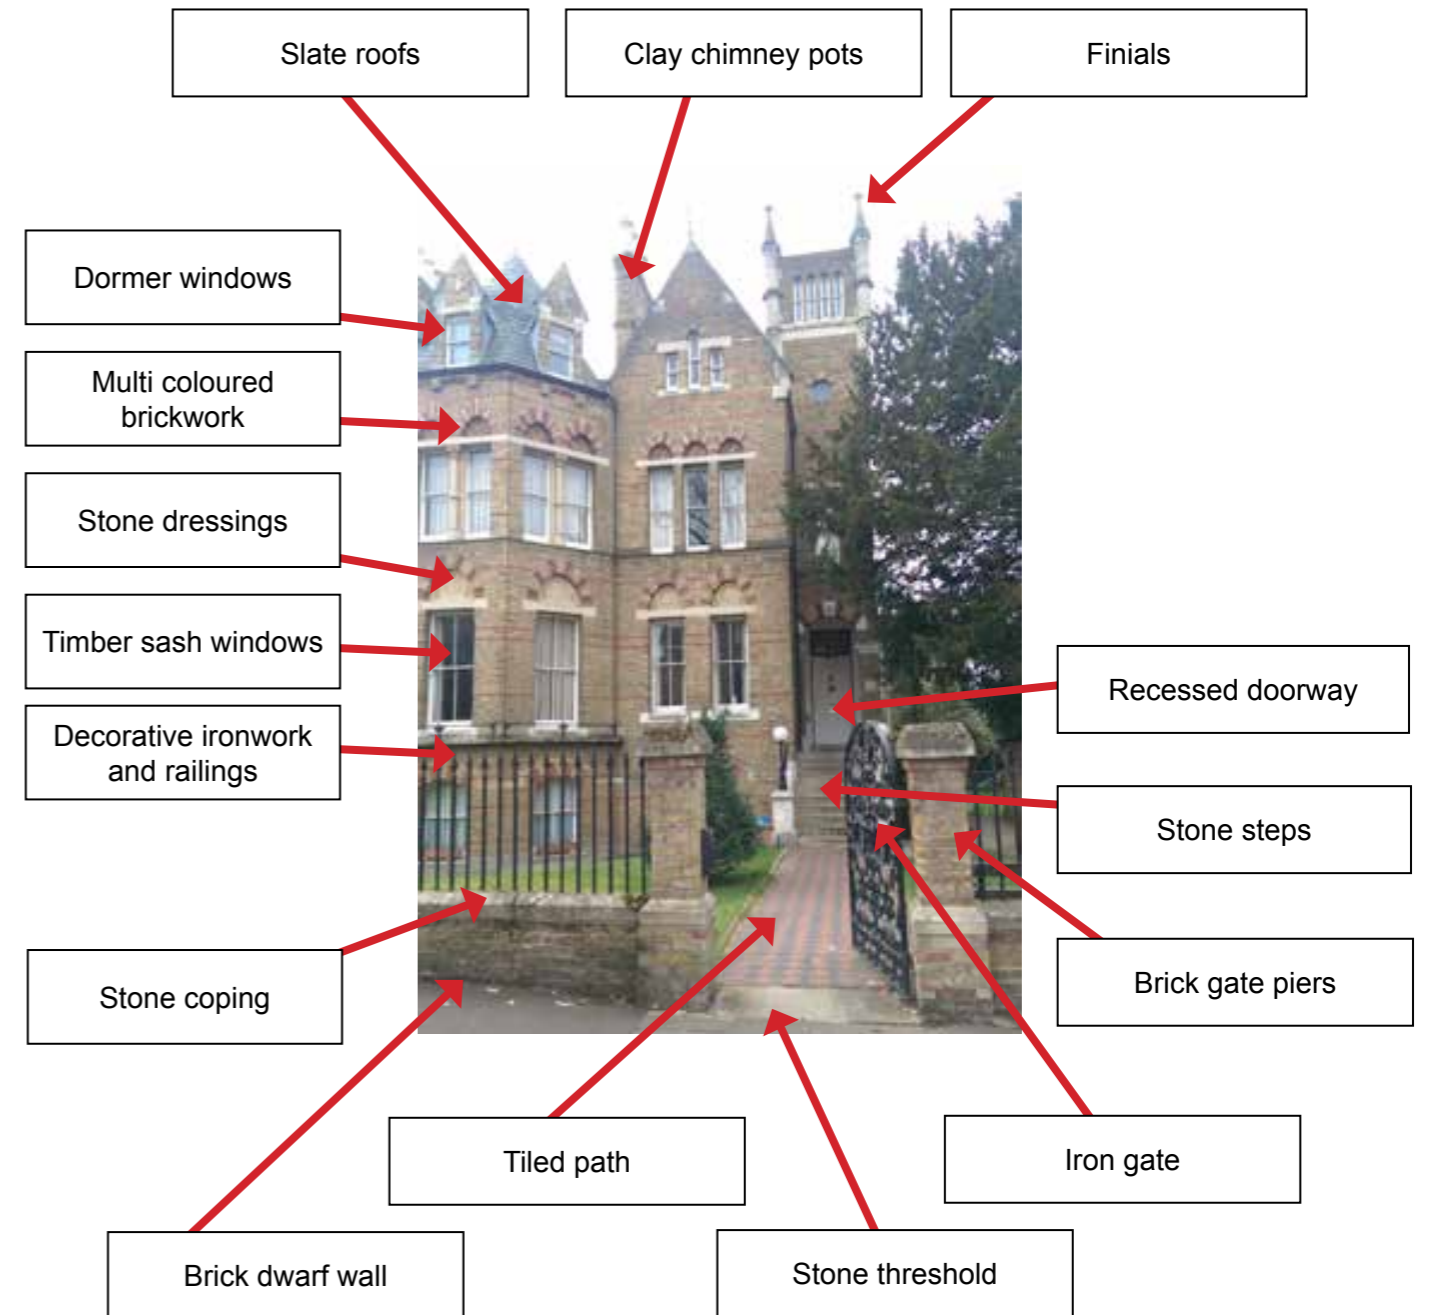 Slate roofs
Clay chimney pots
Finials
Dormer windows
Multi coloured
brickwork
Stone dressings
Timber sash windows
Decorative ironwork
and railings
Recessed doorway
Stone steps
Stone coping
Brick gate piers
Tiled path
Iron gate
Brick dwarf wall
Stone threshold